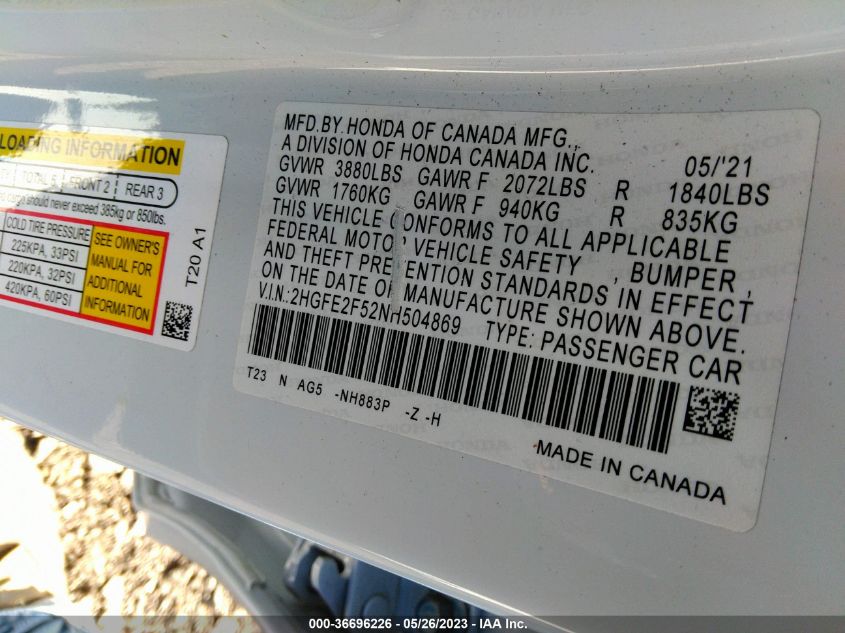 LOADING INFORMATION
TOTAL 5 FRONT 2 REAR 3
cargo should never exceed 385kg or 850lbs.
COLD TIRE PRESSURE
225KPA, 33PSI
220KPA, 32PSI
420KPA, 60PSI
SEE OWNER'S
MANUAL FOR
ADDITIONAL
INFORMATION
T20 A1
MFD.BY HONDA OF CANADA MFG.,
A DIVISION OF HONDA CANADA INC. 05/'21
GVWR 3880LBS GAWR F 2072LBS R 1840LBS
GVWR 1760KG GAWR F 940KG R 835KG
THIS VEHICLE CONFORMS TO ALL APPLICABLE
FEDERAL MOTOR VEHICLE SAFETY , BUMPER ,
AND THEFT PREVENTION STANDARDS IN EFFECT
ON THE DATE OF MANUFACTURE SHOWN ABOVE.
V.I.N.:2HGFE2F52NH504869 TYPE: PASSENGER CAR
T23 N AG5 -NH883P -Z -H
MADE IN CANADA
000-36696226 - 05/26/2023 - IAA Inc.